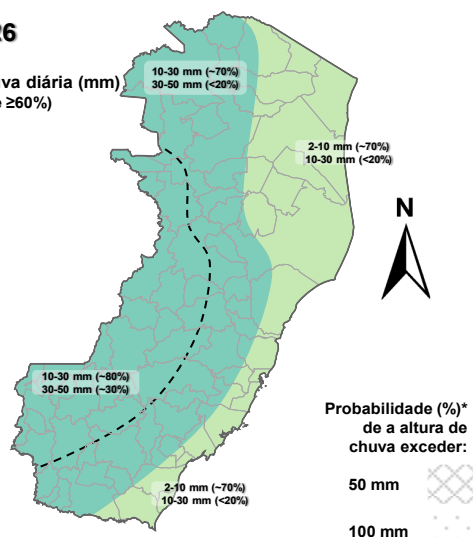 26
uva diária (mm)
e ≥60%)
10-30 mm (~70%)
30-50 mm (<20%)
2-10 mm (~70%)
10-30 mm (<20%)
N
10-30 mm (~80%)
30-50 mm (~30%)
Probabilidade (%)*
de a altura de
chuva exceder:
50 mm
2-10 mm (~70%)
10-30 mm (<20%)
100 mm